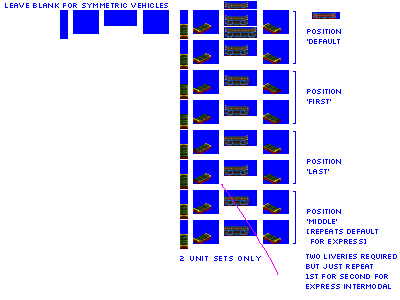 LEAVE BLANK FOR SYMMETRIC VEHICLES
POSITION
'DEFAULT
POSITION
'FIRST'
POSITION
'LAST'
POSITION
'MIDDLE'
[REPEATS DEFAULT
FOR EXPRESS]
2 UNIT SETS ONLY
TWO LIVERIES REQUIRED
BUT JUST REPEAT
1ST FOR SECOND FOR
EXPRESS INTERMODAL